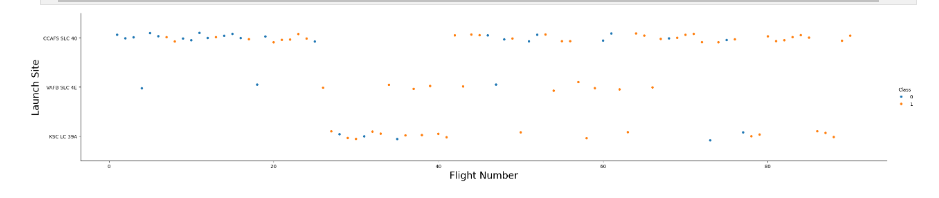 CCAFS SLC 40
VAFB SLC 4E
KSC LC 39A
Launch Site
0 20 40 60 80
Flight Number
Class
0
1